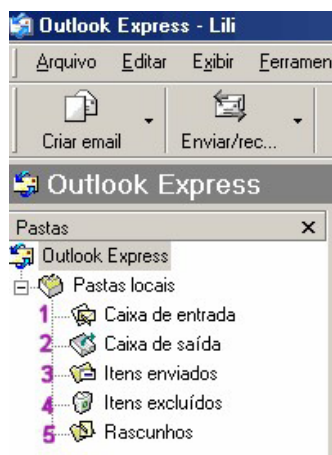 Outlook Express - Lili
Arquivo Editar Exibir Ferramen
Criar email Enviar/rec...
Outlook Express
Pastas
Outlook Express
Pastas locais
1 Caixa de entrada
2 Caixa de saída
3 Itens enviados
4 Itens excluídos
5 Rascunhos